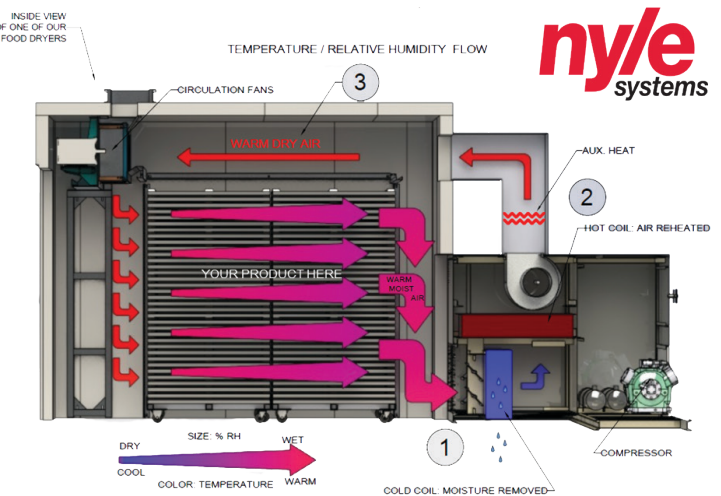 INSIDE VIEW
OF ONE OF OUR
FOOD DRYERS
nyle
systems
TEMPERATURE / RELATIVE HUMIDITY FLOW
3
CIRCULATION FANS
WARM DRY AIR
AUX. HEAT
2
HOT COIL: AIR REHEATED
YOUR PRODUCT HERE
WARM
MOIST
AIR
1
SIZE: % RH
DRY
WET
COOL
WARM
COLOR: TEMPERATURE
COMPRESSOR
COLD COIL: MOISTURE REMOVED